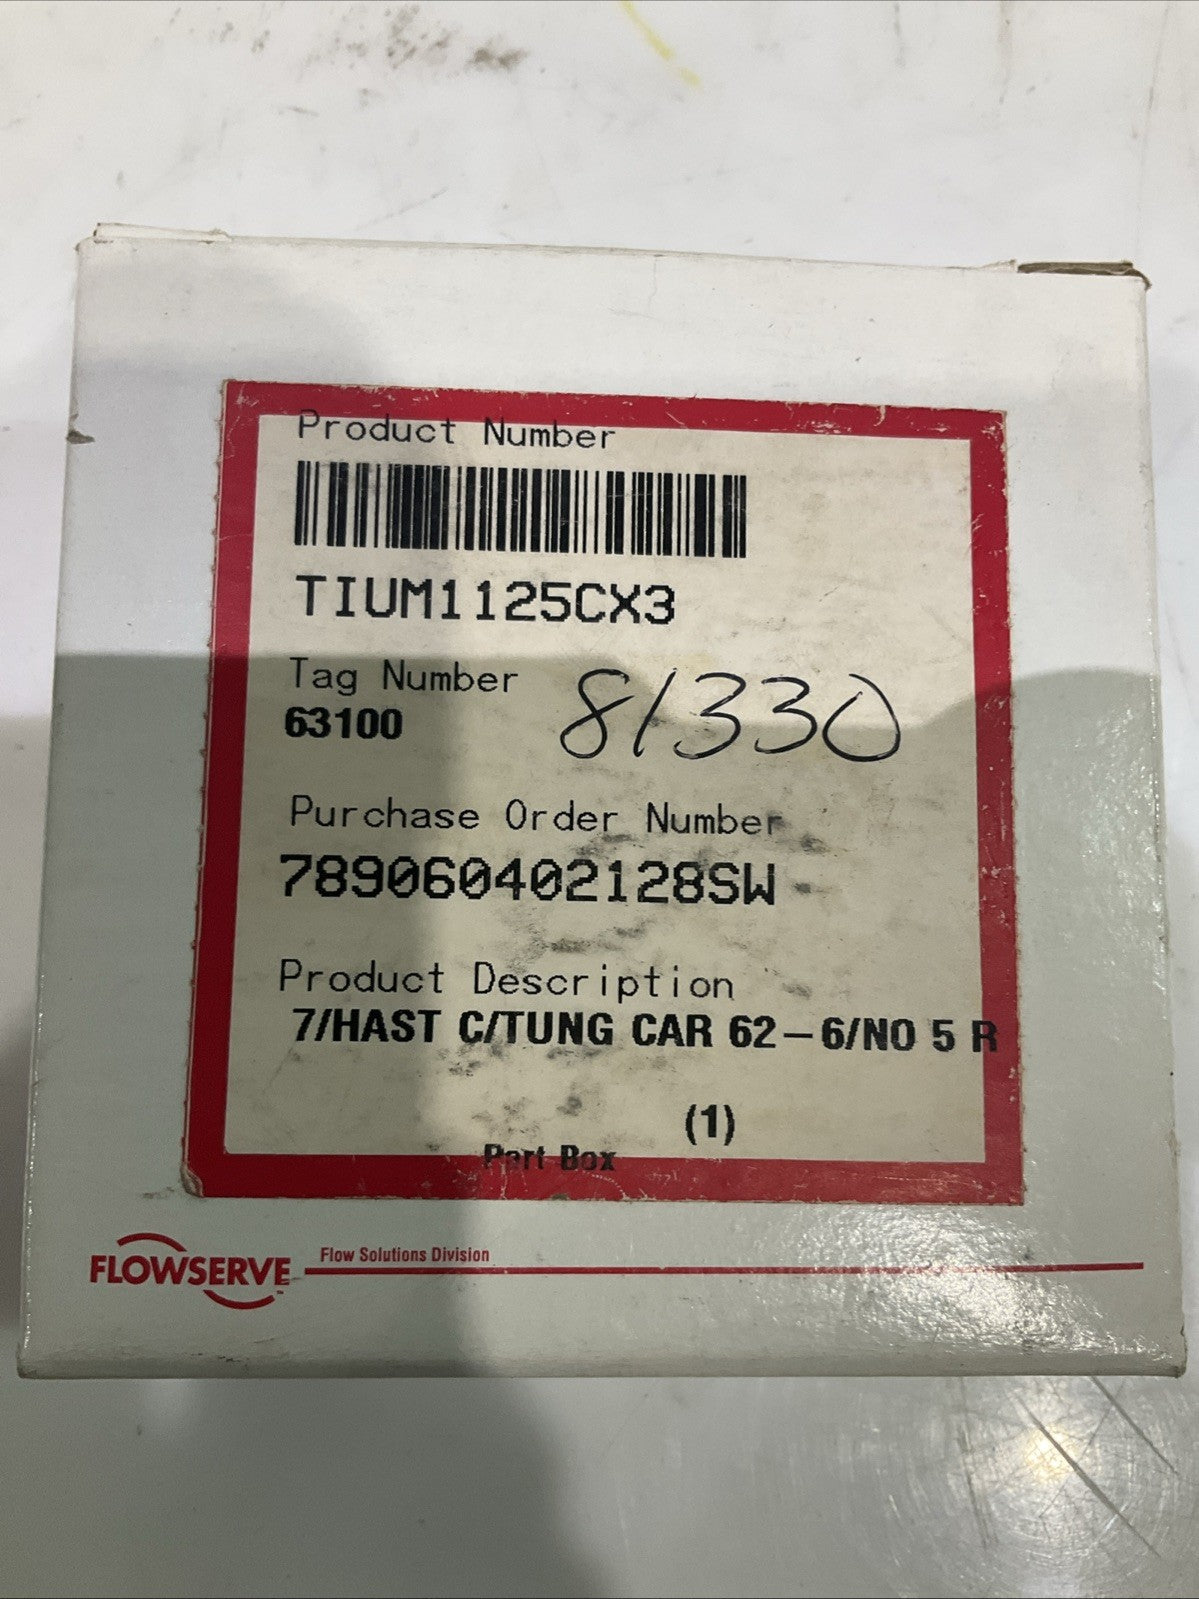 Product Number
TIUM1125CX3
Tag Number
63100
81330
Purchase Order Number
789060402128SW
Product Description
7/HAST C/TUNG CAR 62-6/NO 5 R
(1)
Part Box
FLOWSERVE
Flow Solutions Division